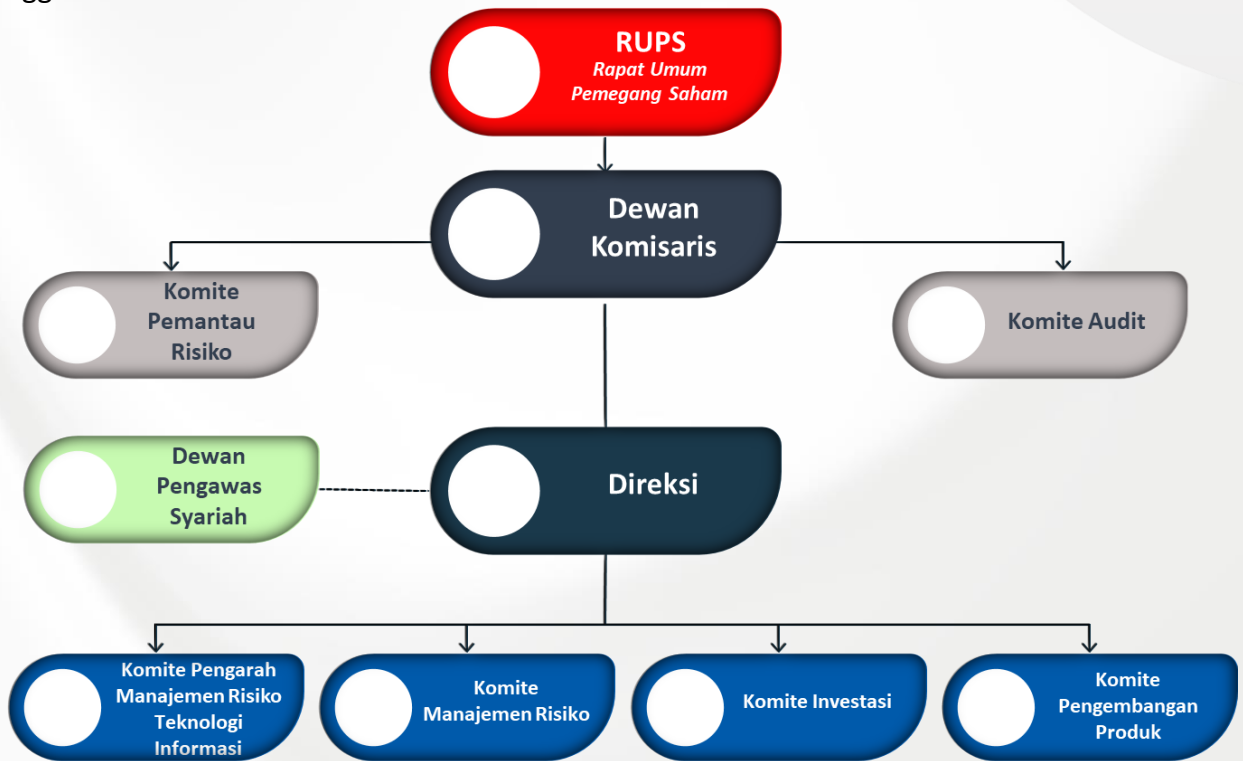 gg
RUPS
Rapat Umum
Pemegang Saham
Dewan
Komisaris
Komite
Pemantau
Risiko
Komite Audit
Dewan
Pengawas
Syariah
Direksi
Komite Pengarah
Manajemen Risiko
Teknologi
Informasi
Komite
Manajemen Risiko
Komite Investasi
Komite
Pengembangan
Produk